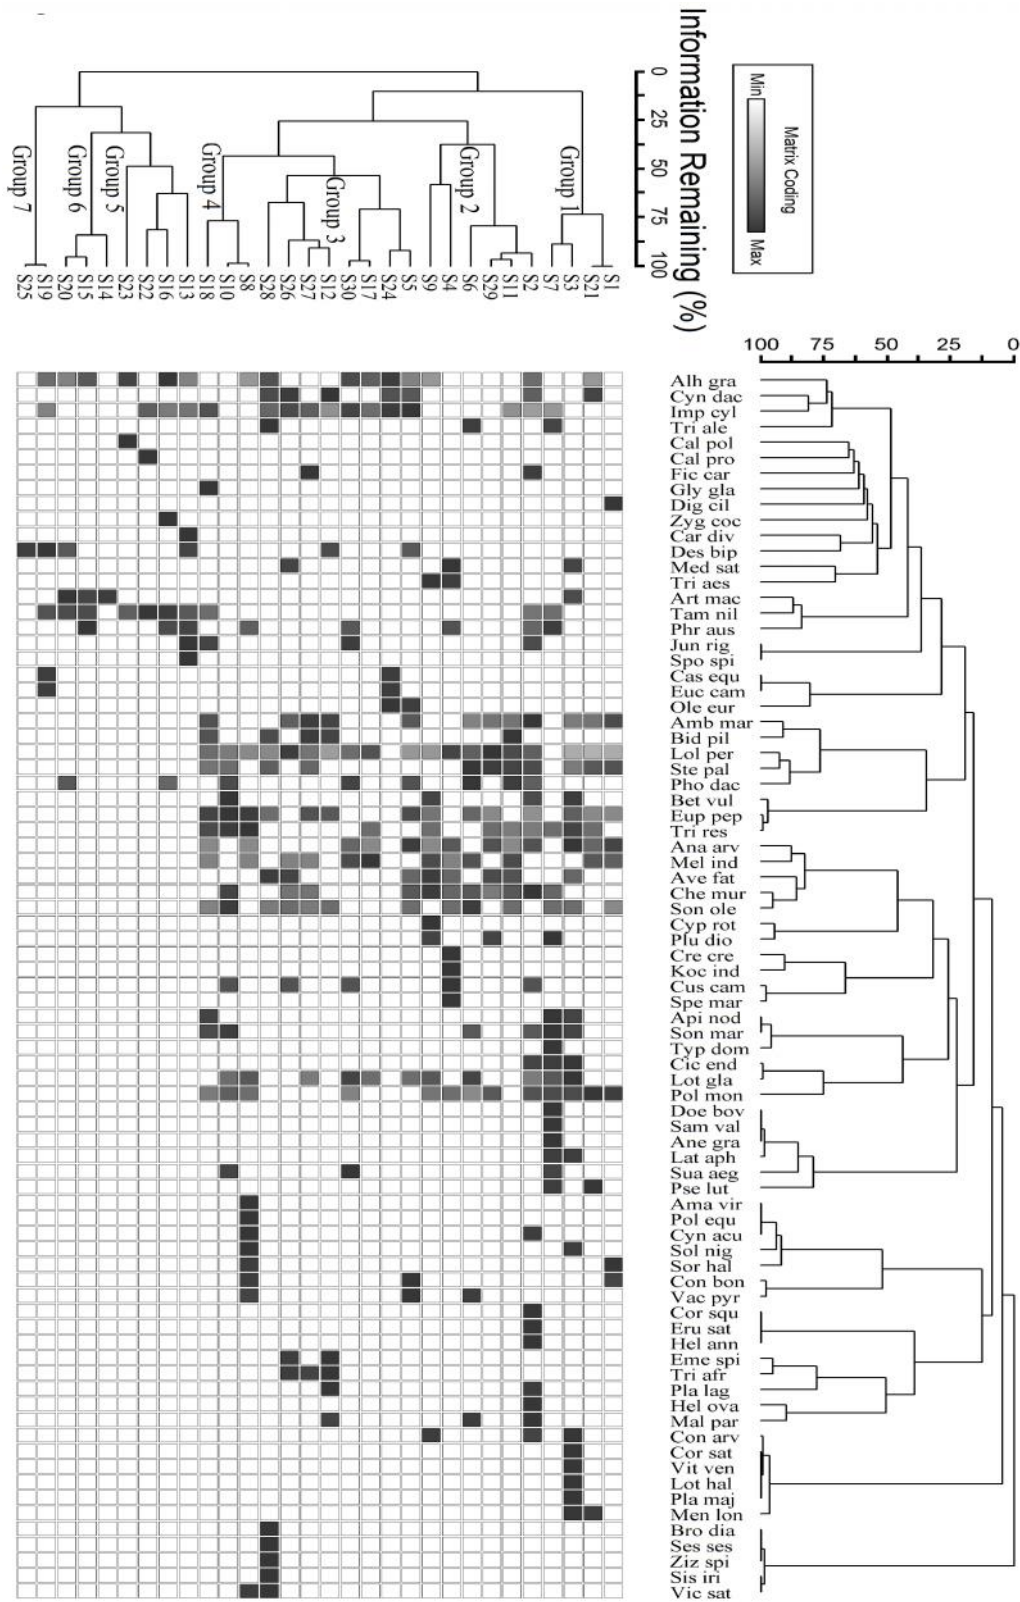 Information Remaining (%)
0
25
50
75
100
Matrix Coding
Min
Max
Group 1
Group 2
Group 3
Group 4
Group 5
Group 6
Group 7
S1
S21
S3
S7
S2
S11
S29
S6
S4
S9
S5
S24
S17
S30
S12
S27
S26
S28
S8
S10
S18
S13
S16
S22
S23
S14
S15
S20
S19
S25
100 75 50 25 0
Alh gra
Cyn dac
Imp cyl
Tri ale
Cal pol
Cal pro
Fic car
Gly gla
Dig cil
Zyg coc
Car div
Des bip
Med sat
Tri aes
Art mac
Tam nil
Phr aus
Jun rig
Spo spi
Cas equ
Euc cam
Ole eur
Amb mar
Bid pil
Lol per
Ste pal
Pho dac
Bet vul
Eup pep
Tri res
Ana arv
Mel ind
Ave fat
Che mur
Son ole
Cyp rot
Plu dio
Cre cre
Koc ind
Cus cam
Spe mar
Api nod
Son mar
Typ dom
Cic end
Lot gla
Pol mon
Doe bov
Sam val
Ane gra
Lat aph
Sua aeg
Pse lut
Ama vir
Pol equ
Cyn acu
Sol nig
Sor hal
Con bon
Vac pyr
Cor squ
Eru sat
Hel ann
Eme spi
Tri afr
Pla lag
Hel ova
Mal par
Con arv
Cor sat
Vit ven
Lot hal
Pla maj
Men lon
Bro dia
Ses ses
Ziz spi
Sis iri
Vic sat